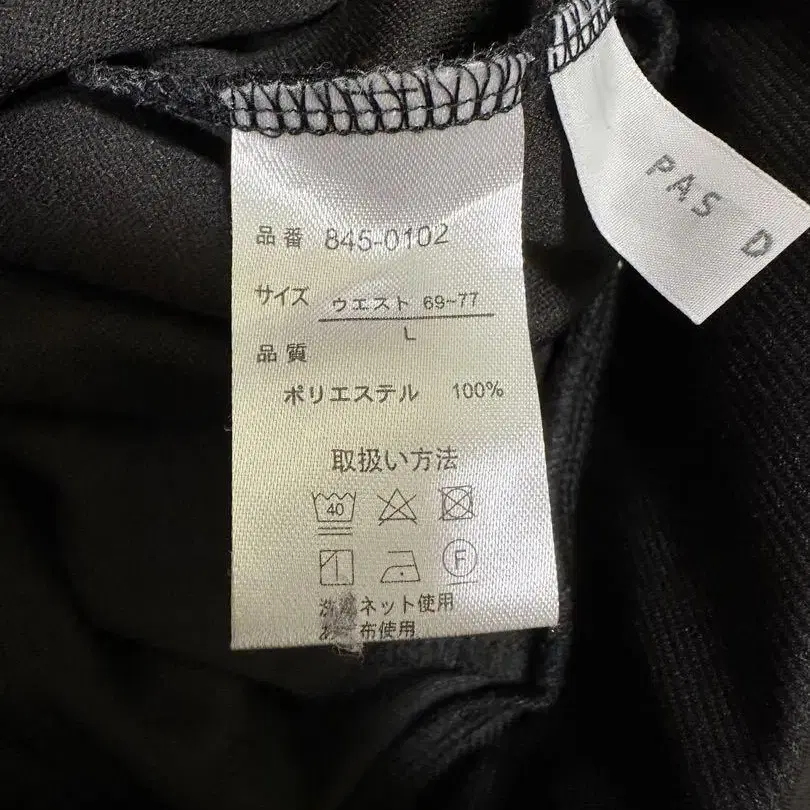 品番 845-0102
サイズ ウエスト 69~77
L
品質
ポリエステル 100%
取扱い方法
40
F
ネット使用
布使用
PAS D